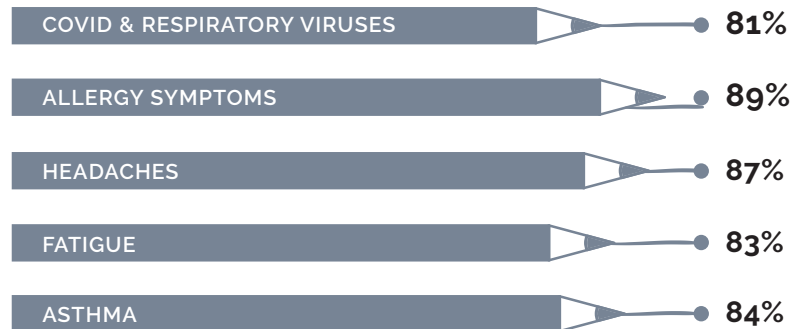 COVID & RESPIRATORY VIRUSES 81%
ALLERGY SYMPTOMS 89%
HEADACHES 87%
FATIGUE 83%
ASTHMA 84%